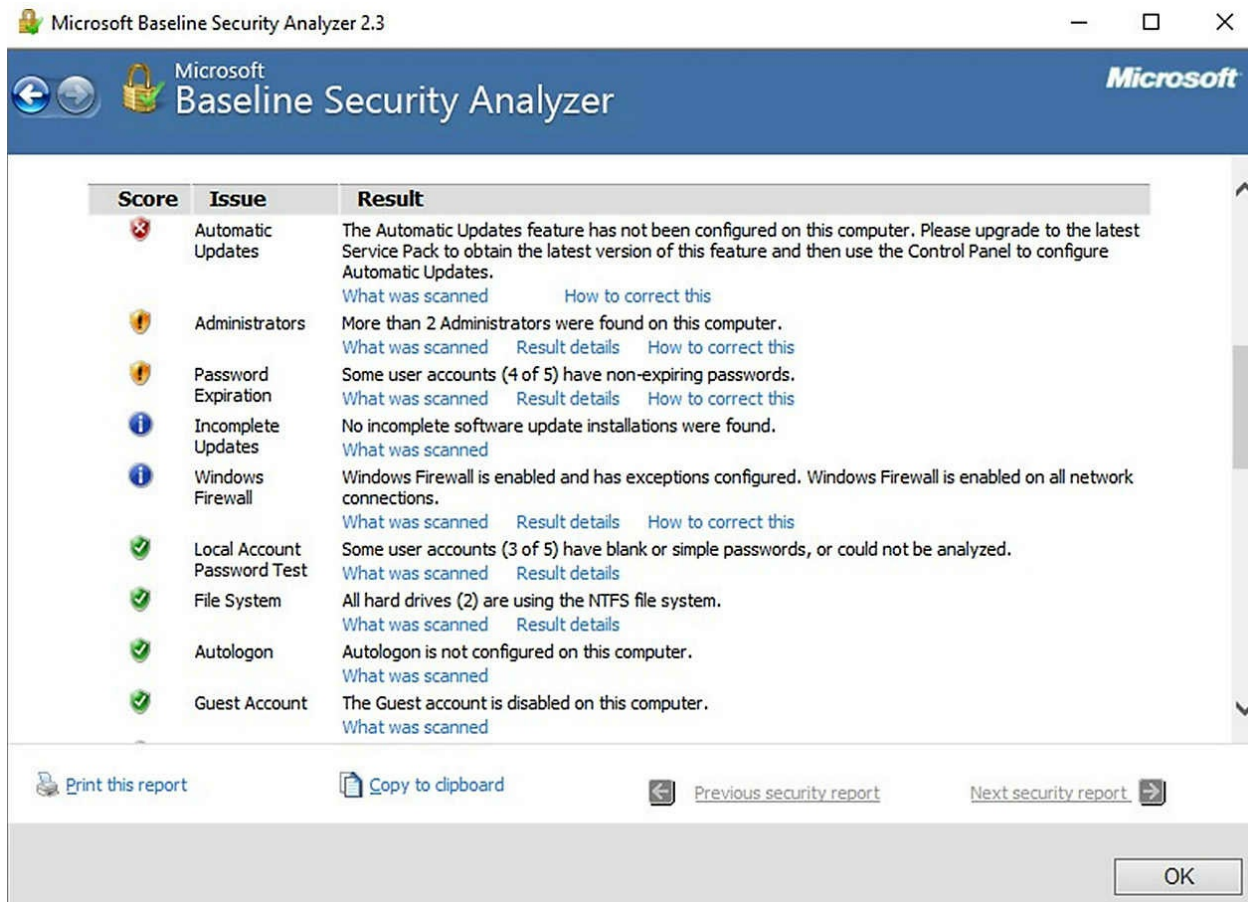 Microsoft Baseline Security Analyzer 2.3
Microsoft
Baseline Security Analyzer
Microsoft
Score Issue Result
Automatic Updates
The Automatic Updates feature has not been configured on this computer. Please upgrade to the latest
Service Pack to obtain the latest version of this feature and then use the Control Panel to configure
Automatic Updates.
What was scanned How to correct this
Administrators
More than 2 Administrators were found on this computer.
What was scanned Result details How to correct this
Password Expiration
Some user accounts (4 of 5) have non-expiring passwords.
What was scanned Result details How to correct this
Incomplete Updates
No incomplete software update installations were found.
What was scanned
Windows Firewall
Windows Firewall is enabled and has exceptions configured. Windows Firewall is enabled on all network
connections.
What was scanned Result details How to correct this
Local Account Password Test
Some user accounts (3 of 5) have blank or simple passwords, or could not be analyzed.
What was scanned Result details
File System
All hard drives (2) are using the NTFS file system.
What was scanned Result details
Autologon
Autologon is not configured on this computer.
What was scanned
Guest Account
The Guest account is disabled on this computer.
What was scanned
Print this report
Copy to clipboard
Previous security report
Next security report
OK